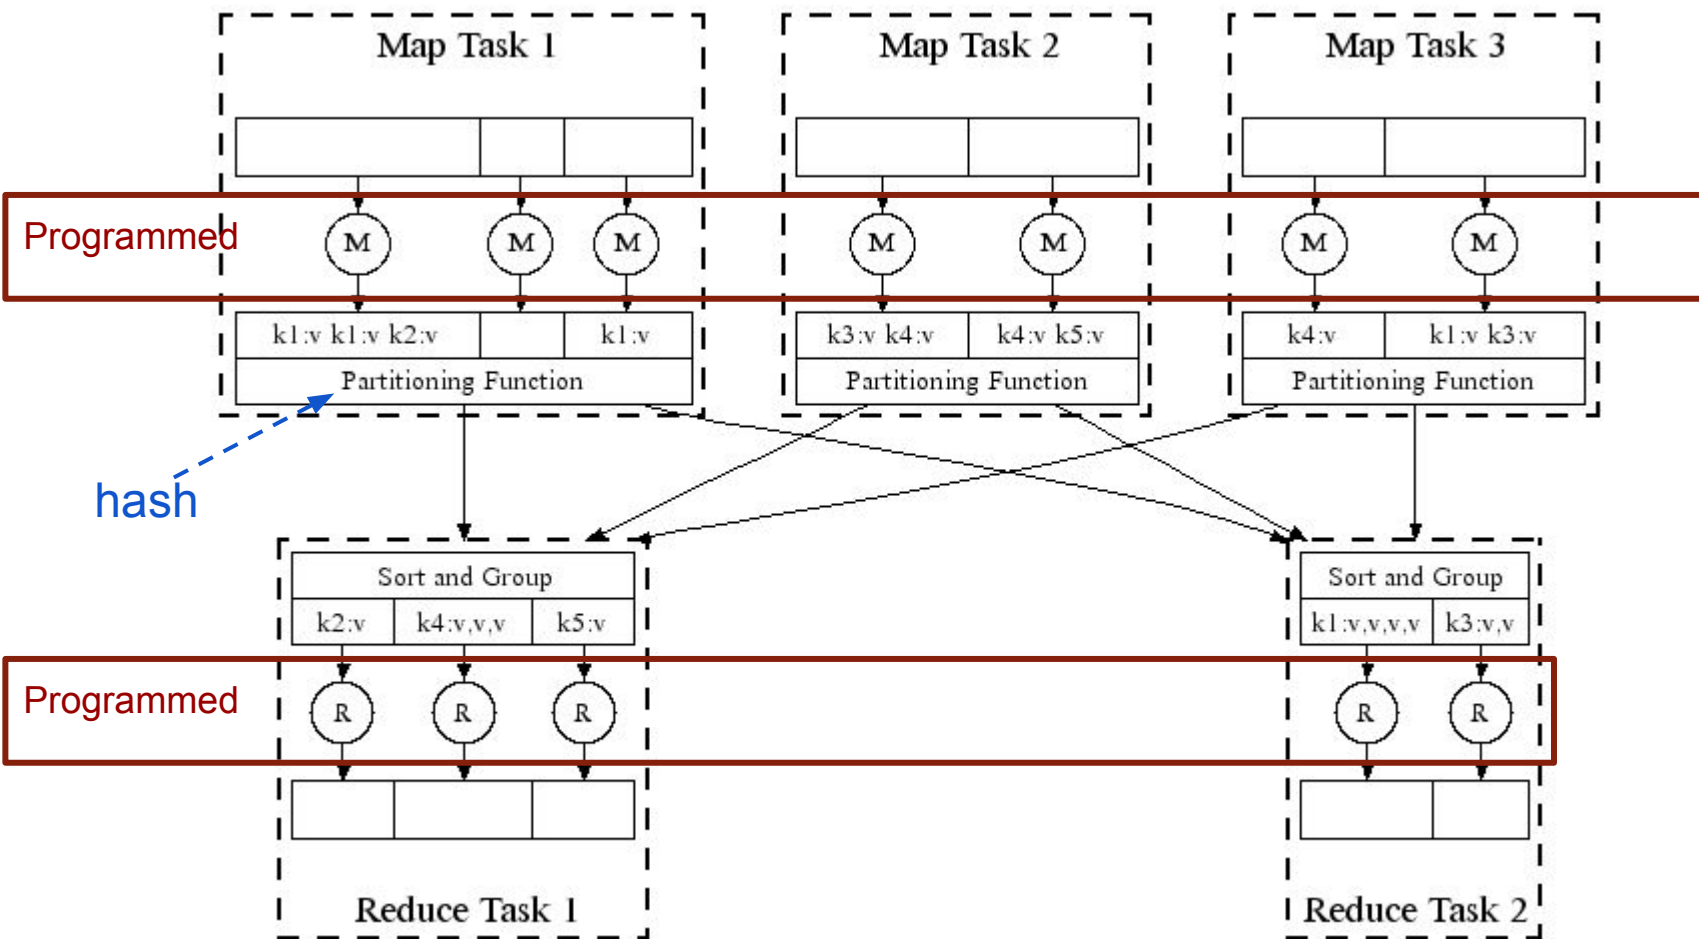 Map Task 1
Map Task 2
Map Task 3
Programmed
M
M
M
M
M
M
M
k1:v k1:v k2:v
k1:v
k3:v k4:v
k4:v k5:v
k4:v
k1:v k3:v
Partitioning Function
Partitioning Function
Partitioning Function
hash
Sort and Group
Sort and Group
k2:v
k4:v,v,v
k5:v
k1:v,v,v,v
k3:v,v
Programmed
R
R
R
R
R
Reduce Task 1
Reduce Task 2